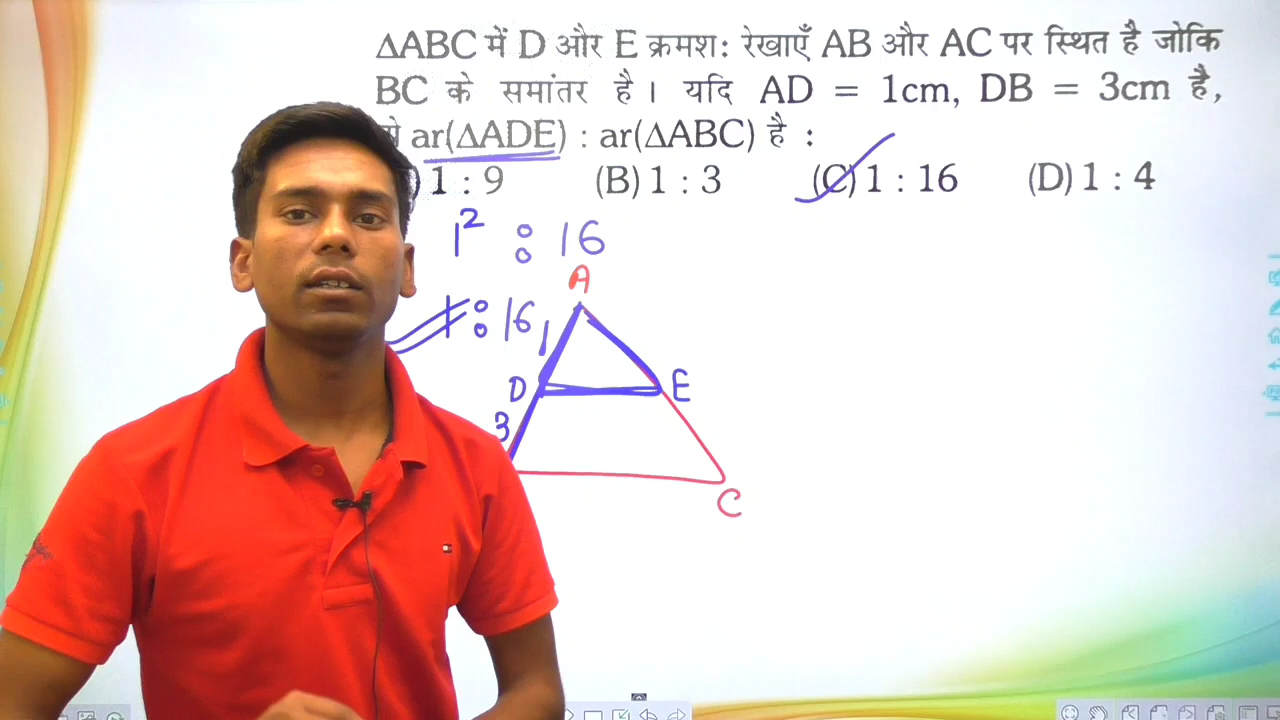 ΔABC में D और E क्रमश: रेखाएँ AB और AC पर स्थित है जोकि
BC के समांतर है। यदि AD = 1cm, DB = 3cm है,
ar(ΔADE) : ar(ΔABC) है :
1 : 9 (B) 1 : 3 (C) 1 : 16 (D) 1 : 4
1² : 16
A
1 : 16
1
D E
3
C